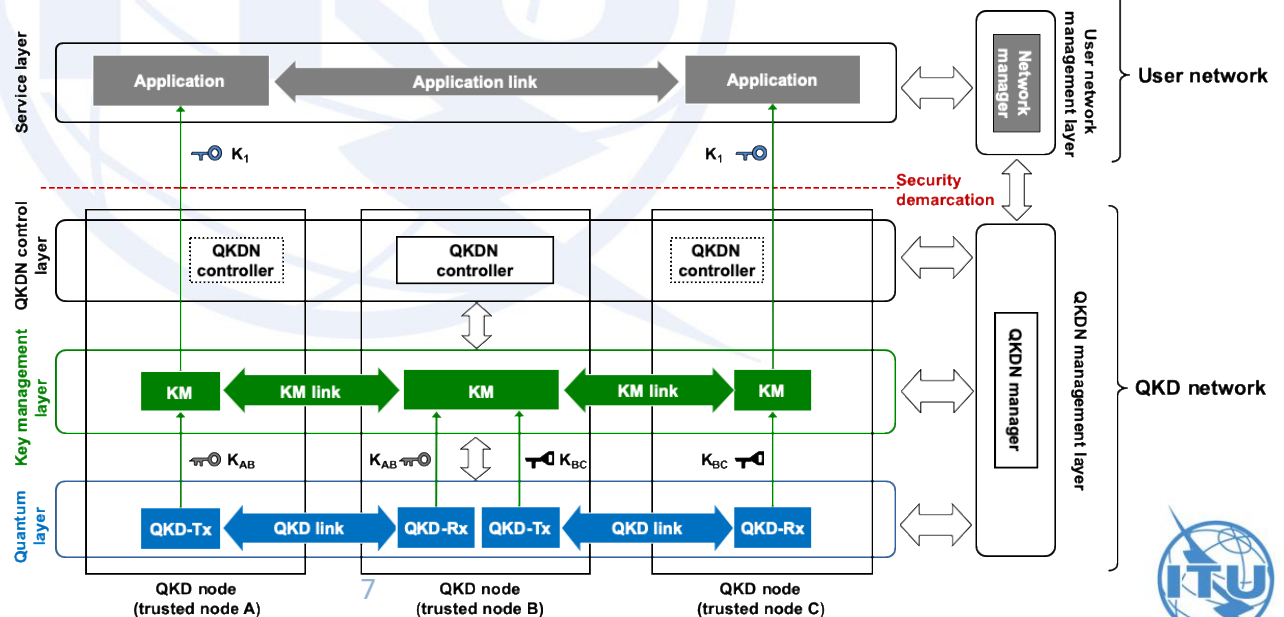 Service layer
Application
Application link
Application
Network
manager
User network
management layer
User network
K1
K1
Security
demarcation
QKDN control
layer
QKDN
controller
QKDN
controller
QKDN
controller
Key management
layer
KM
KM link
KM
KM link
KM
QKDN manager
QKDN management layer
QKD network
KAB
KAB
KBC
KBC
Quantum
layer
QKD-Tx
QKD link
QKD-Rx
QKD-Tx
QKD link
QKD-Rx
QKD node
(trusted node A)
7
QKD node
(trusted node B)
QKD node
(trusted node C)
ITU